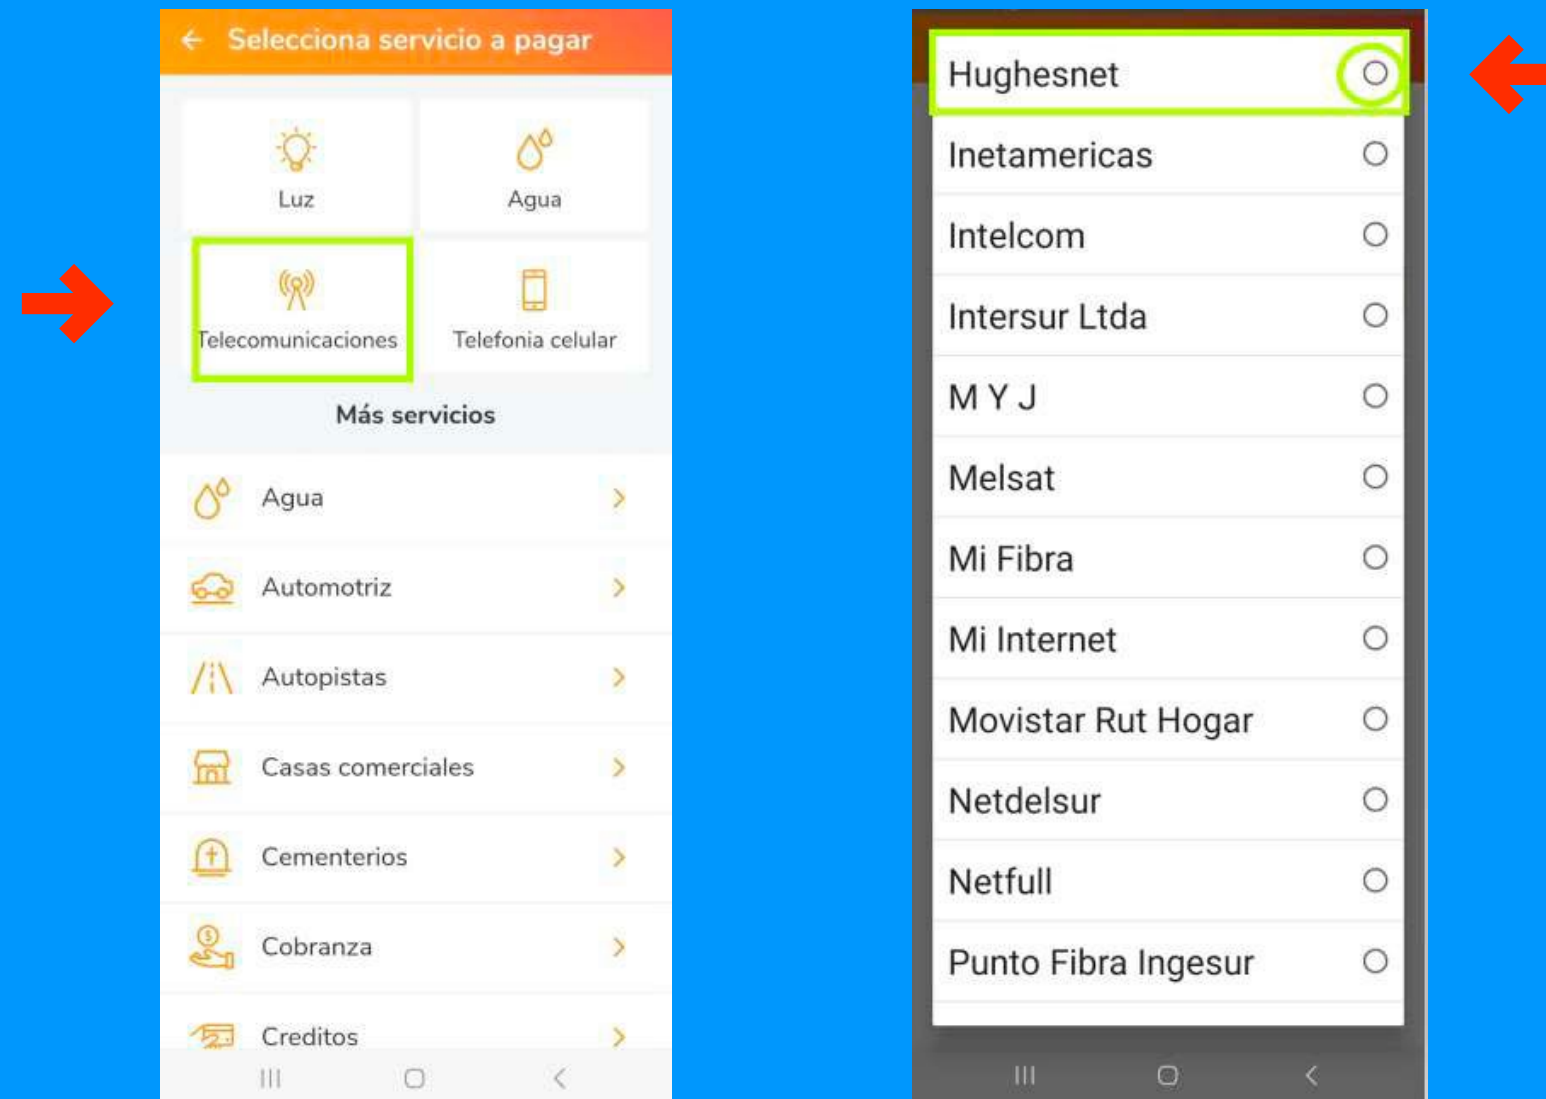 Selecciona servicio a pagar
Luz
Agua
Telecomunicaciones
Telefonia celular
Más servicios
Agua
Automotriz
Autopistas
Casas comerciales
Cementerios
Cobranza
Creditos
Hughesnet
Inetamericas
Intelcom
Intersur Ltda
M Y J
Melsat
Mi Fibra
Mi Internet
Movistar Rut Hogar
Netdelsur
Netfull
Punto Fibra Ingesur